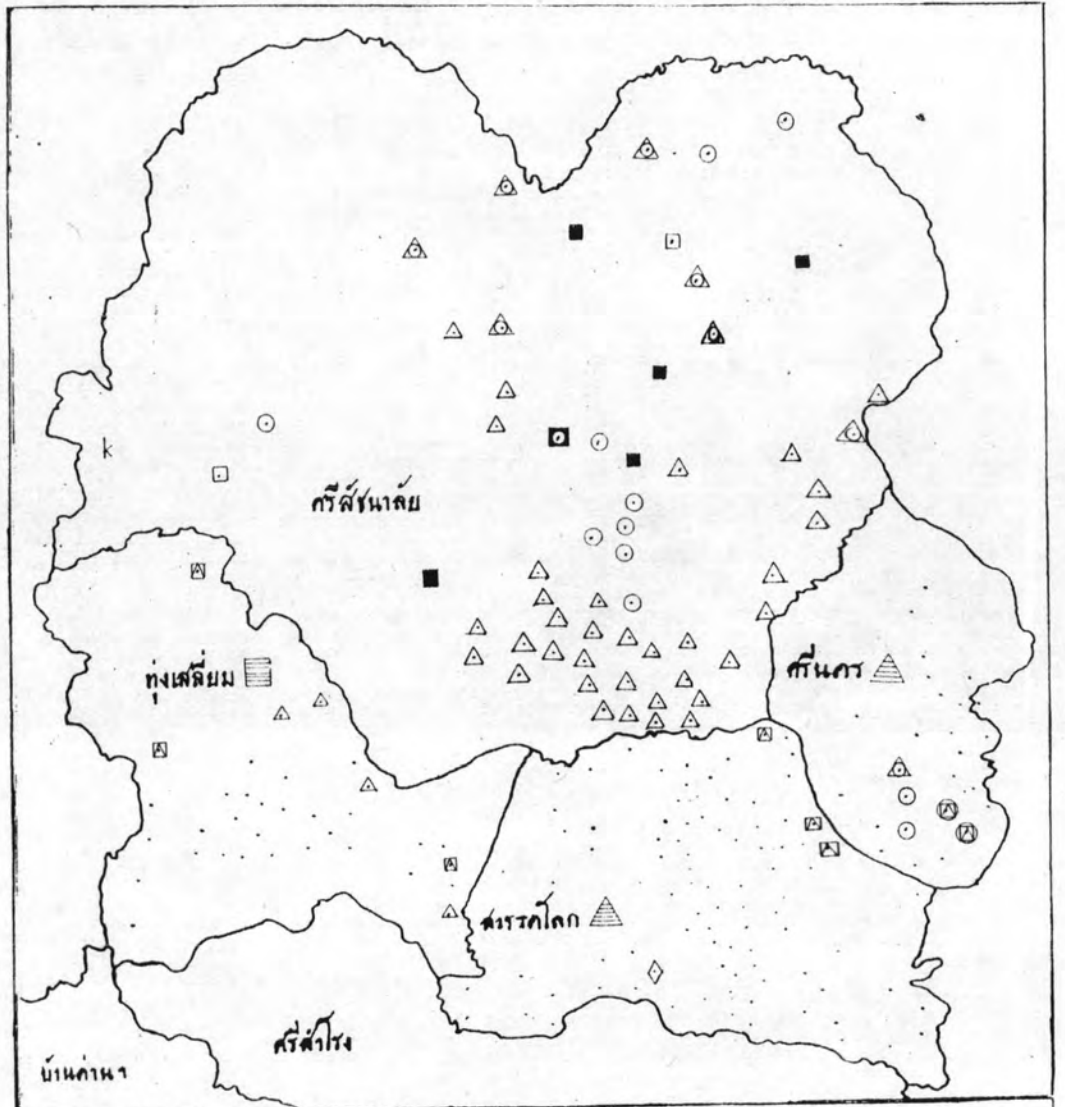 k
ศรีสัชนาลัย
ทุ่งเสลี่ยม
ศรีนคร
สวรรคโลก
ศรีสำโรง
บ้านด่านฯ